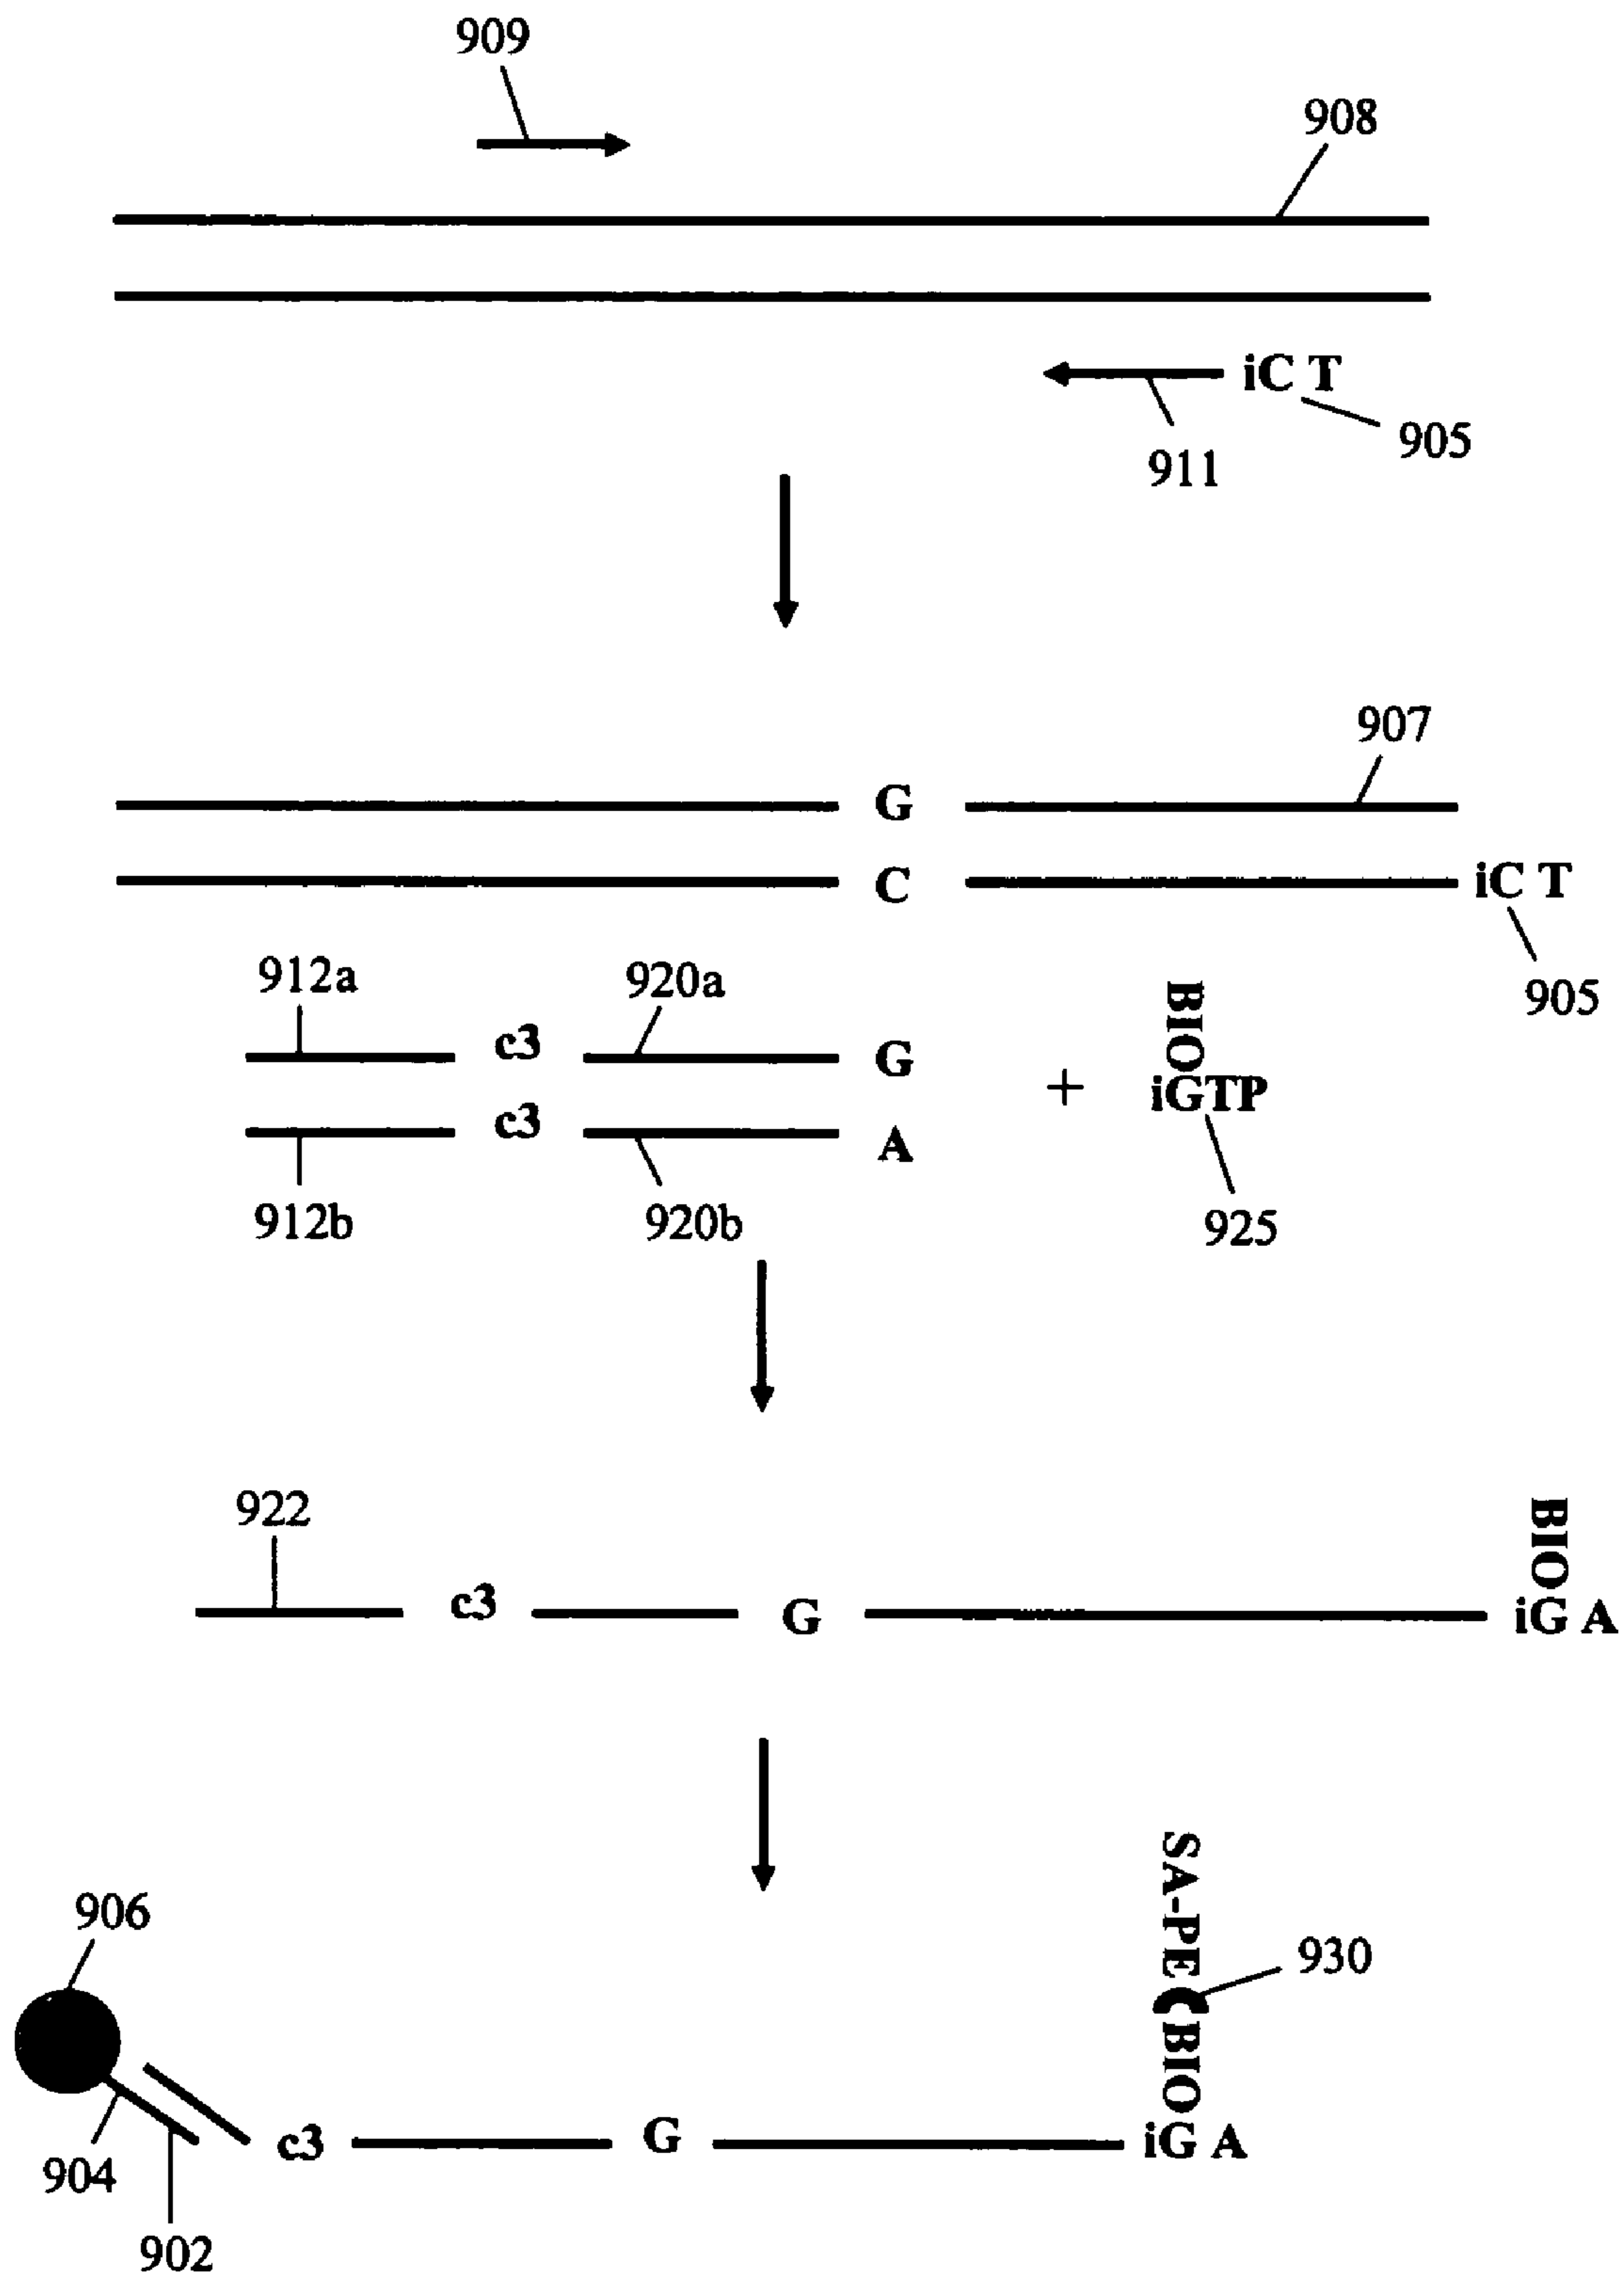 909
908
iC T
905
911
907
G
C
iC T
905
912a
920a
BIO
c3
G
+
iGTP
c3
A
912b
920b
925
922
BIO
c3
G
iG A
SA-PE
906
930
BIO
c3
G
iG A
904
902